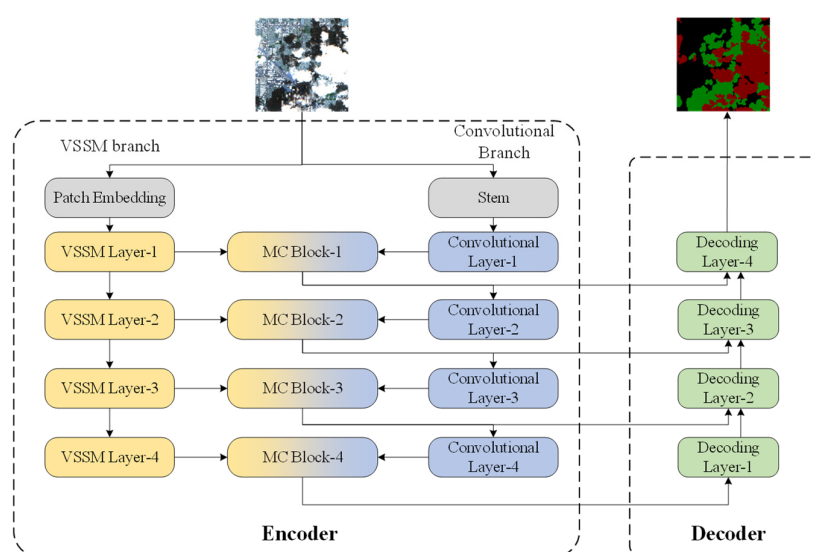 VSSM branch
Convolutional
Branch
Patch Embedding
Stem
VSSM Layer-1
MC Block-1
Convolutional
Layer-1
Decoding
Layer-4
VSSM Layer-2
MC Block-2
Convolutional
Layer-2
Decoding
Layer-3
VSSM Layer-3
MC Block-3
Convolutional
Layer-3
Decoding
Layer-2
VSSM Layer-4
MC Block-4
Convolutional
Layer-4
Decoding
Layer-1
Encoder
Decoder